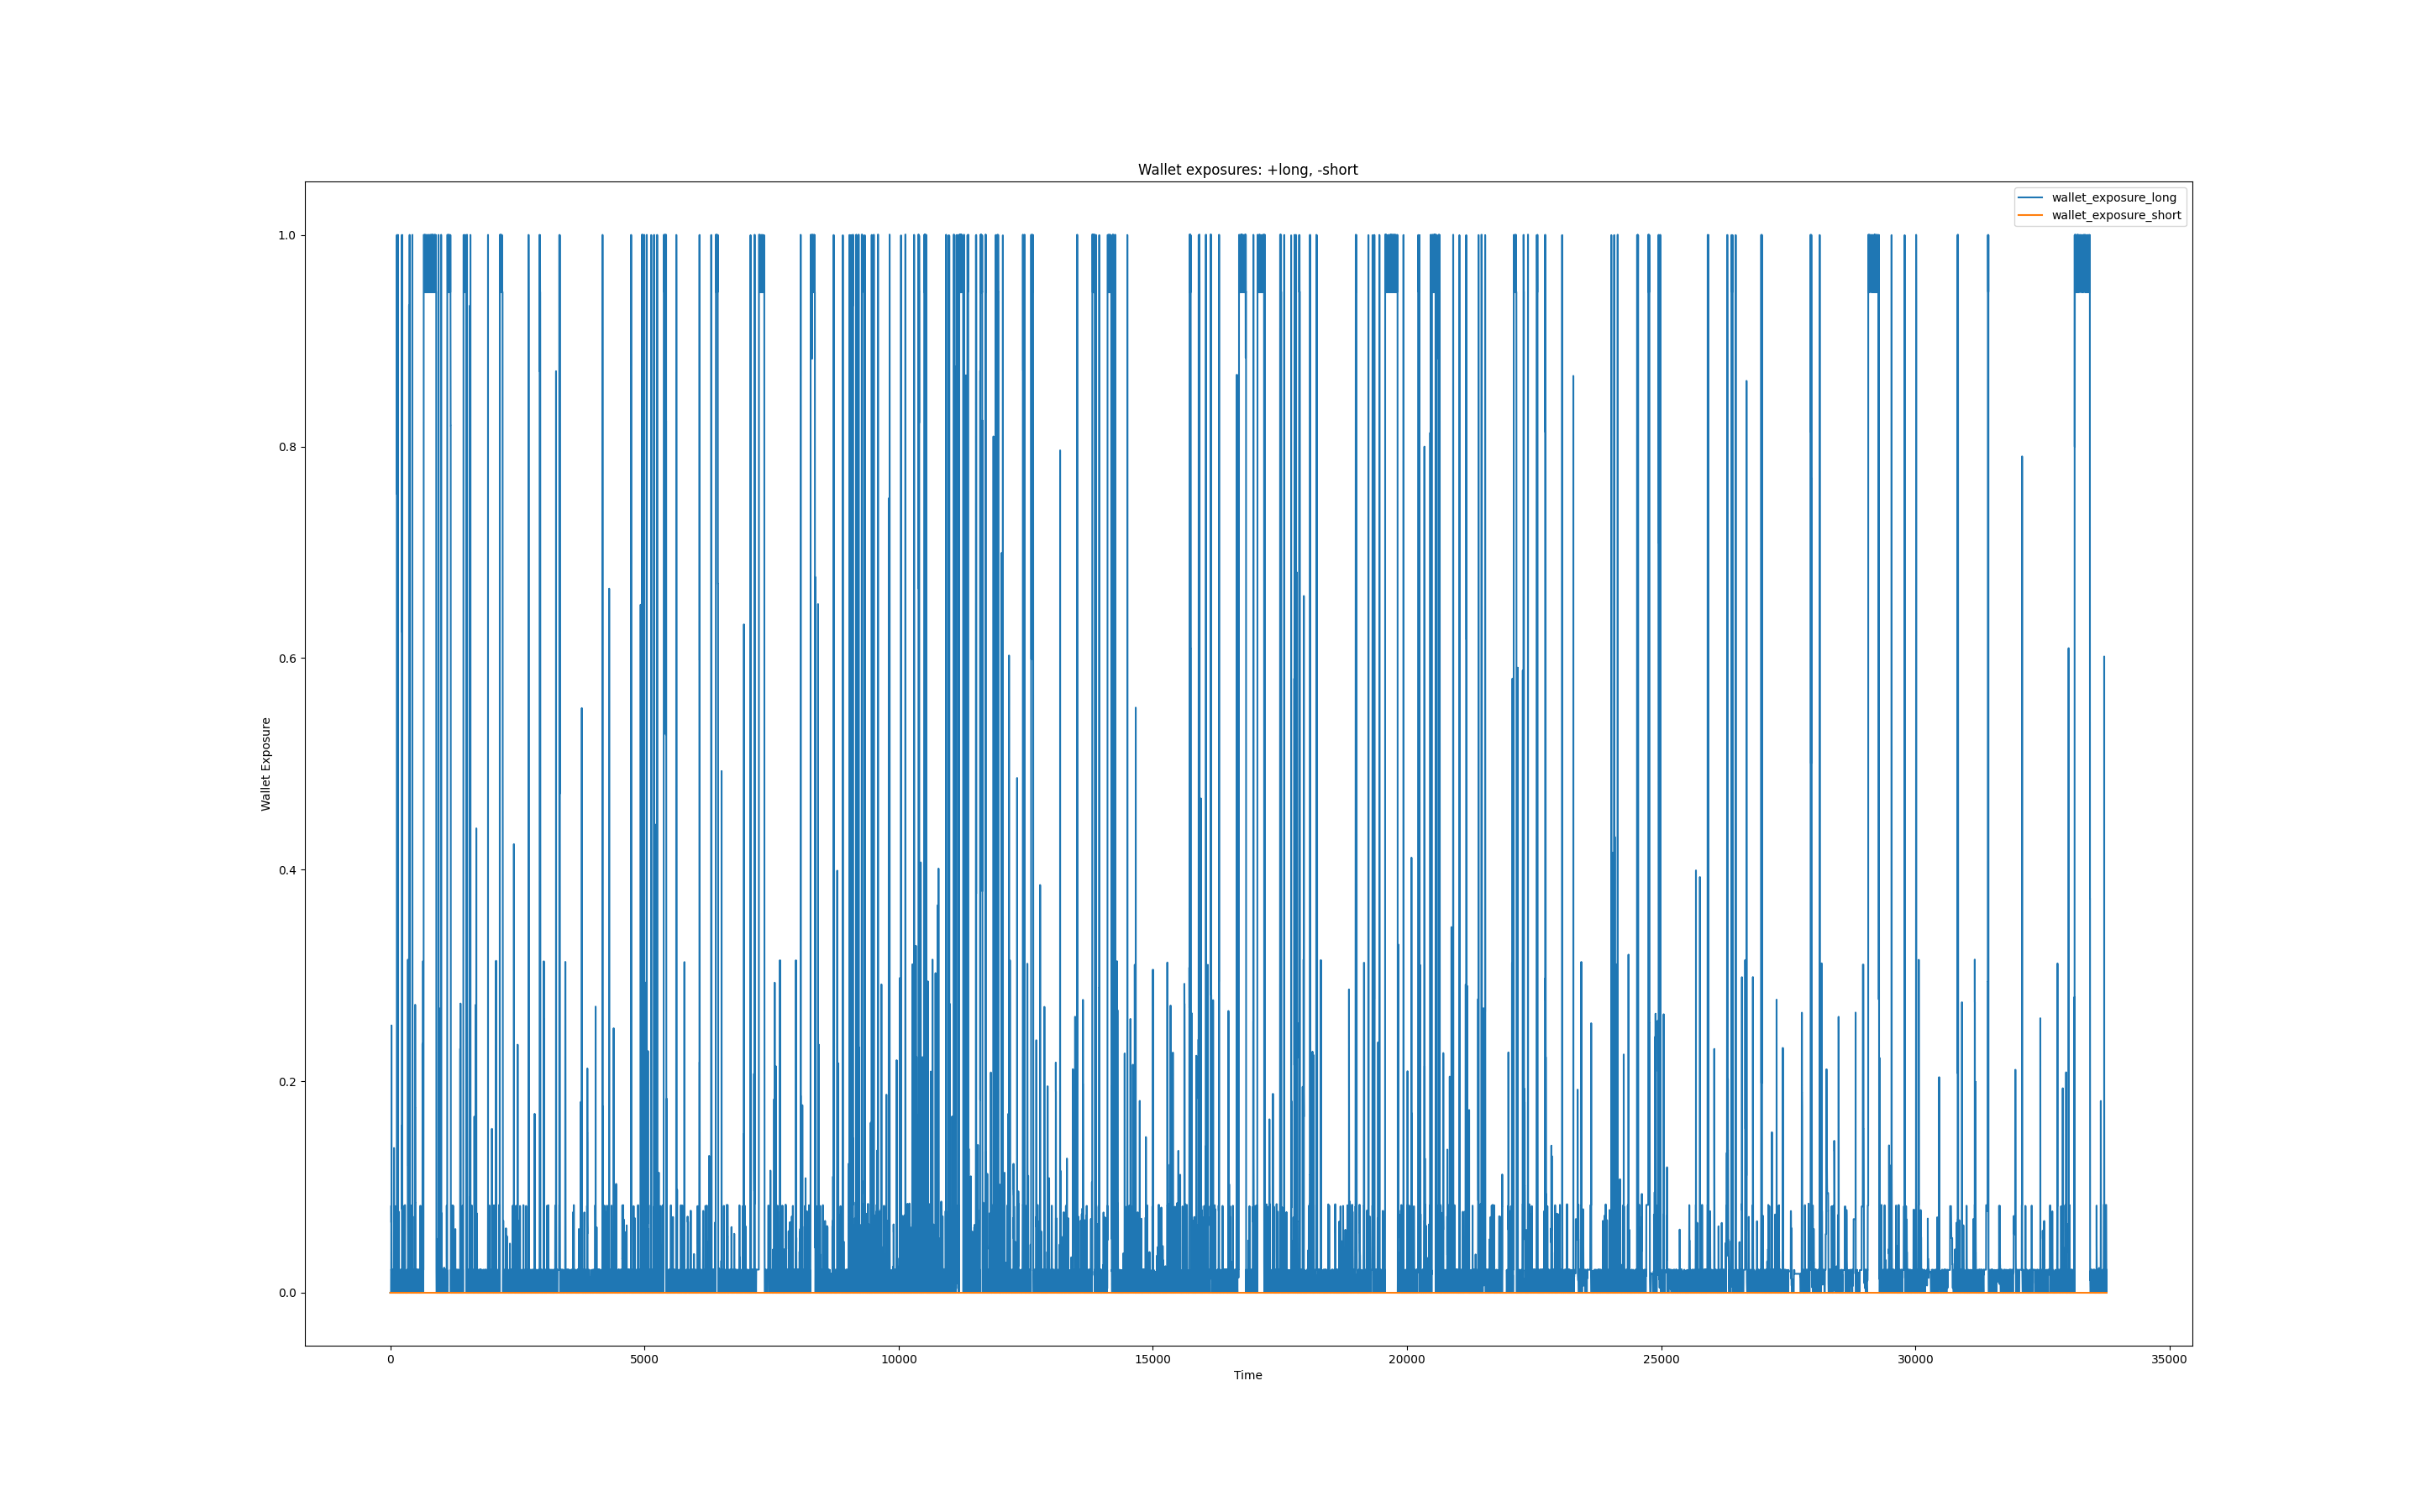 Wallet exposures: +long, -short
wallet_exposure_long
wallet_exposure_short
1.0
0.8
0.6
0.4
0.2
0.0
Wallet Exposure
0 5000 10000 15000 20000 25000 30000 35000
Time